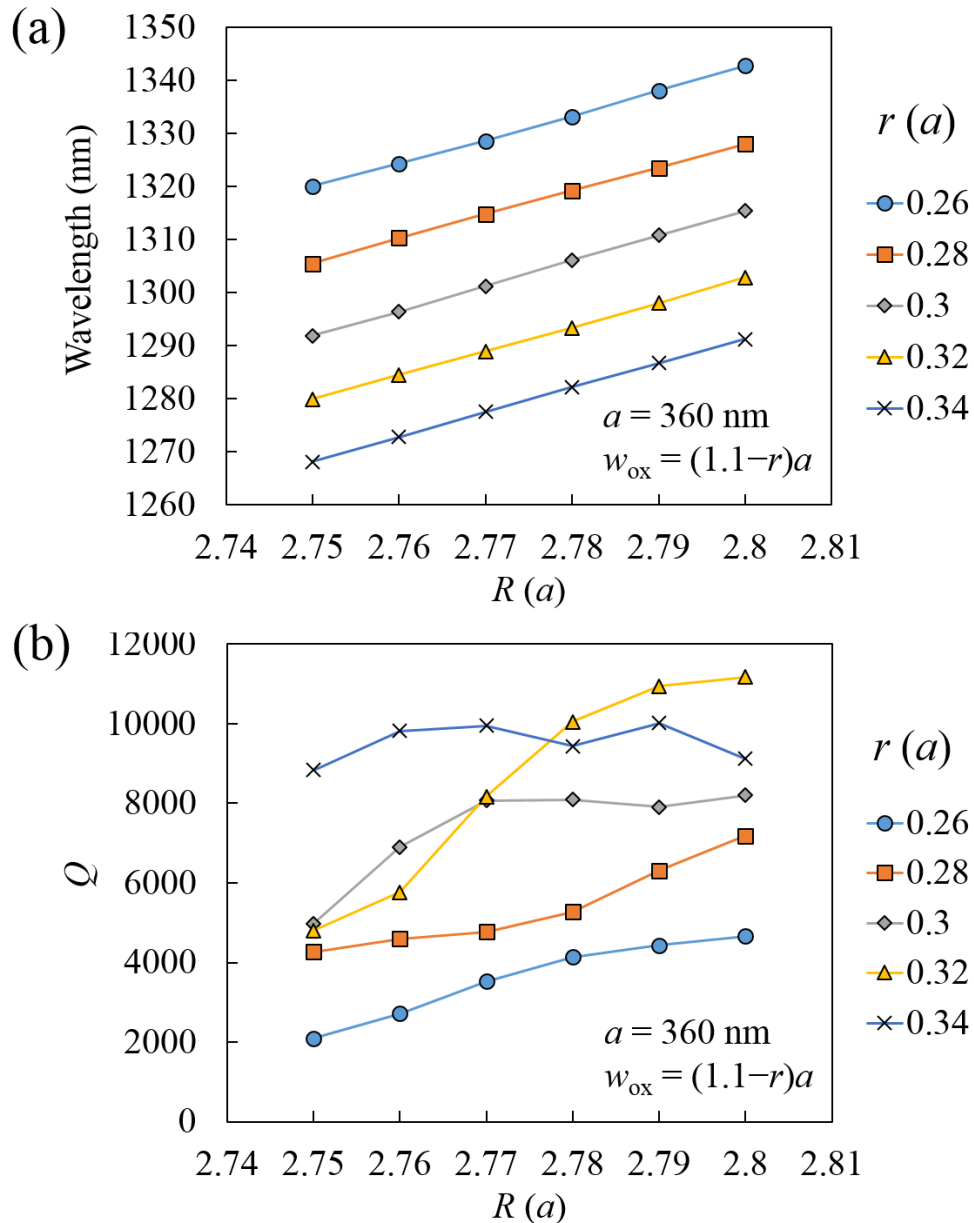 (a)
1350
1340
1330
1320
1310
1300
1290
1280
1270
1260
Wavelength (nm)
2.74 2.75 2.76 2.77 2.78 2.79 2.8 2.81
R (a)
a = 360 nm
w_ox = (1.1−r)a
r (a)
0.26
0.28
0.3
0.32
0.34
(b)
12000
10000
8000
6000
4000
2000
0
Q
2.74 2.75 2.76 2.77 2.78 2.79 2.8 2.81
R (a)
a = 360 nm
w_ox = (1.1−r)a
r (a)
0.26
0.28
0.3
0.32
0.34